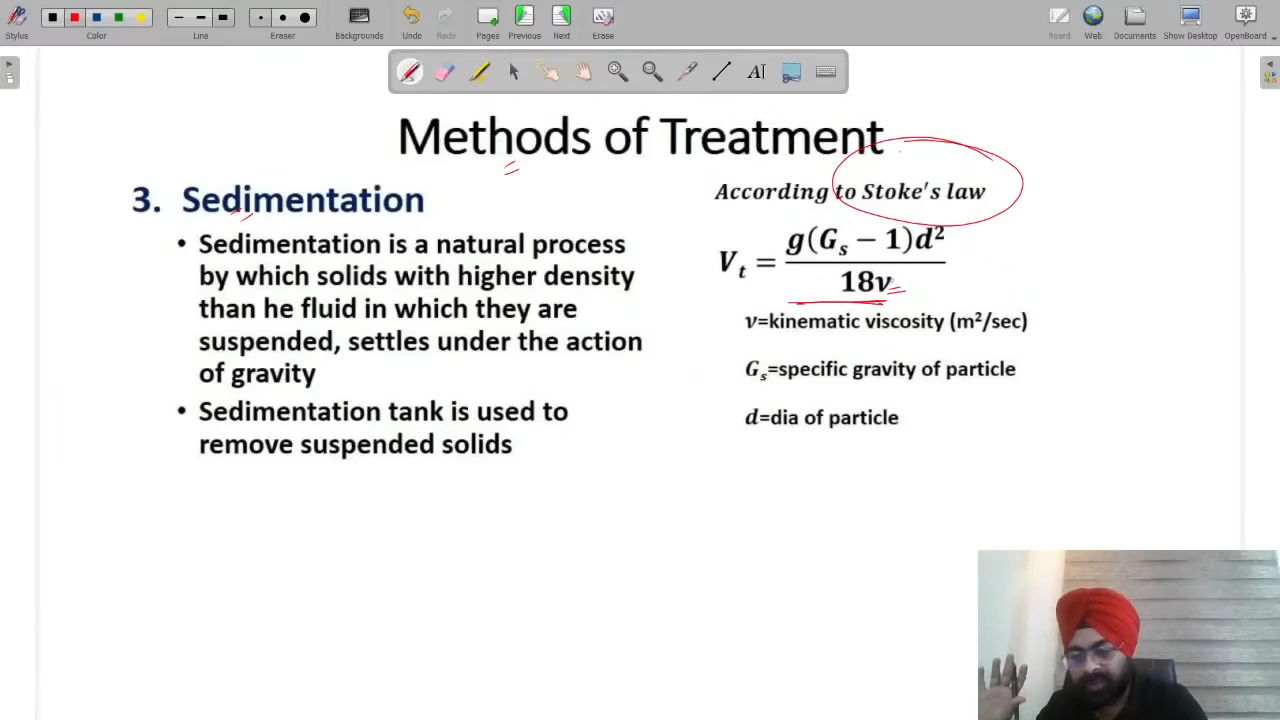 Stylus
Color
Line
Eraser
Backgrounds
Undo
Redo
Pages
Previous
Next
Erase
Board
Web
Documents
Show Desktop
OpenBoard
Methods of Treatment
3. Sedimentation
• Sedimentation is a natural process
by which solids with higher density
than he fluid in which they are
suspended, settles under the action
of gravity
• Sedimentation tank is used to
remove suspended solids
According to Stoke's law
Vₜ = g(Gₛ − 1)d² / 18ν
ν=kinematic viscosity (m²/sec)
Gₛ=specific gravity of particle
d=dia of particle